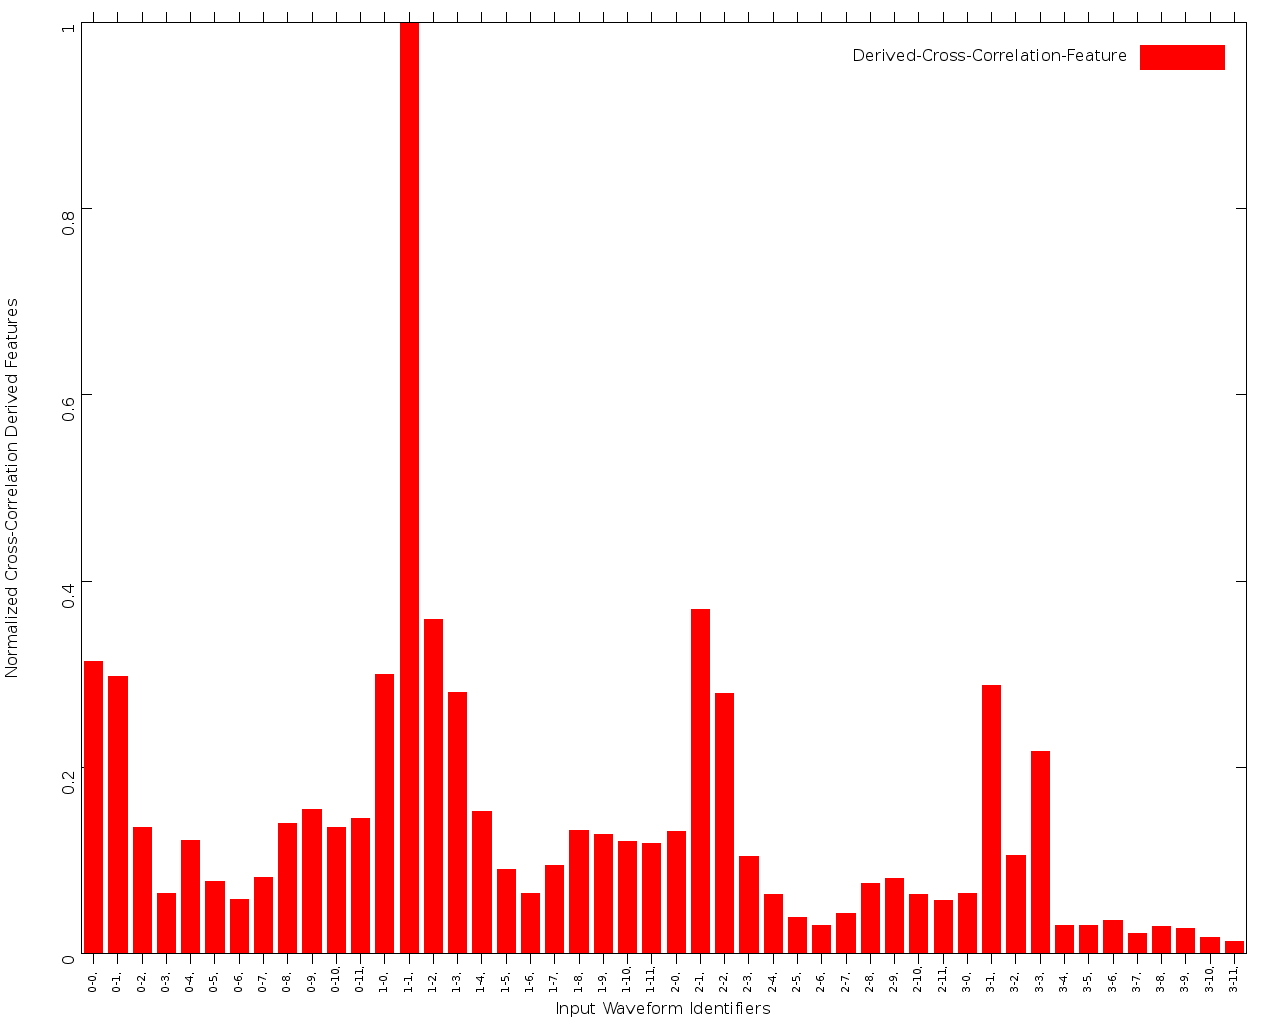 Derived-Cross-Correlation-Feature
Normalized Cross-Correlation Derived Features
1
0.8
0.6
0.4
0.2
0
0-0, 0-1, 0-2, 0-3, 0-4, 0-5, 0-6, 0-7, 0-8, 0-9, 0-10, 0-11, 1-0, 1-1, 1-2, 1-3, 1-4, 1-5, 1-6, 1-7, 1-8, 1-9, 1-10, 1-11, 2-0, 2-1, 2-2, 2-3, 2-4, 2-5, 2-6, 2-7, 2-8, 2-9, 2-10, 2-11, 3-0, 3-1, 3-2, 3-3, 3-4, 3-5, 3-6, 3-7, 3-8, 3-9, 3-10, 3-11,
Input Waveform Identifiers